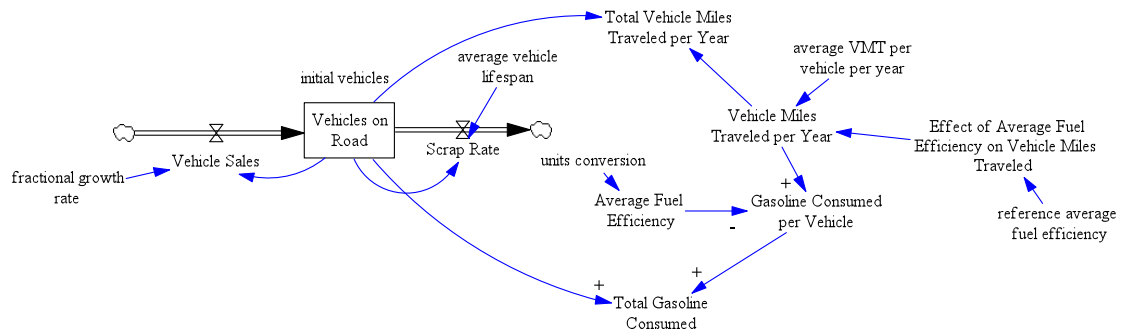 Total Vehicle Miles
Traveled per Year
average VMT per
vehicle per year
average vehicle
lifespan
initial vehicles
Vehicles on
Road
Vehicle Miles
Traveled per Year
Effect of Average Fuel
Efficiency on Vehicle Miles
Traveled
Scrap Rate
Vehicle Sales
units conversion
fractional growth
rate
+
Average Fuel
Efficiency
Gasoline Consumed
per Vehicle
-
reference average
fuel efficiency
+
+
Total Gasoline
Consumed